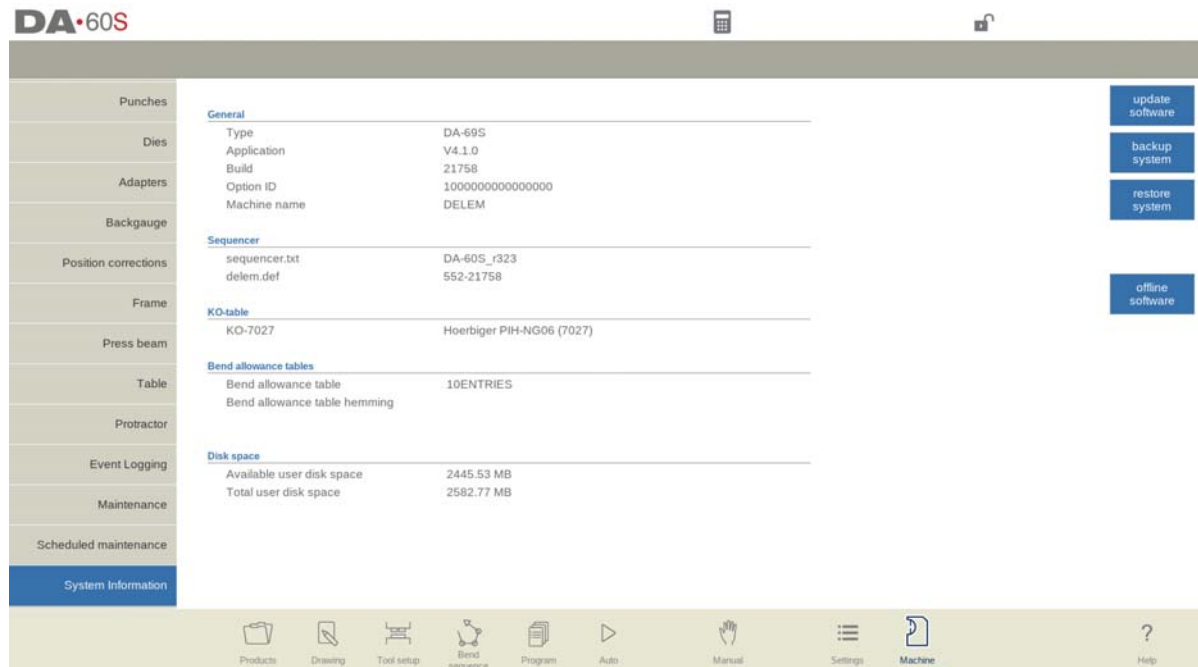 DA•60S
Punches
Dies
Adapters
Backgauge
Position corrections
Frame
Press beam
Table
Protractor
Event Logging
Maintenance
Scheduled maintenance
System Information
General
Type DA-69S
Application V4.1.0
Build 21758
Option ID 1000000000000000
Machine name DELEM
Sequencer
sequencer.txt DA-60S_r323
delem.def 552-21758
KO-table
KO-7027 Hoerbiger PIH-NG06 (7027)
Bend allowance tables
Bend allowance table 10ENTRIES
Bend allowance table hemming
Disk space
Available user disk space 2445.53 MB
Total user disk space 2582.77 MB
update
software
backup
system
restore
system
offline
software
Products Drawing Tool setup Bend sequence Program Auto Manual Settings Machine ? Help